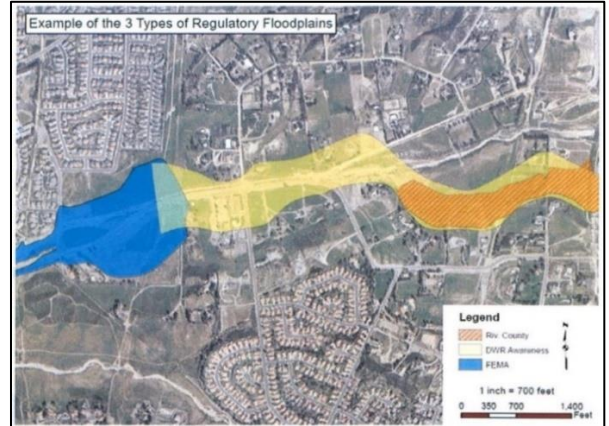 Example of the 3 Types of Regulatory Floodplains
Legend
Riv. County
DWR Awareness
FEMA
1 inch = 700 feet
0 350 700 1,400
Feet